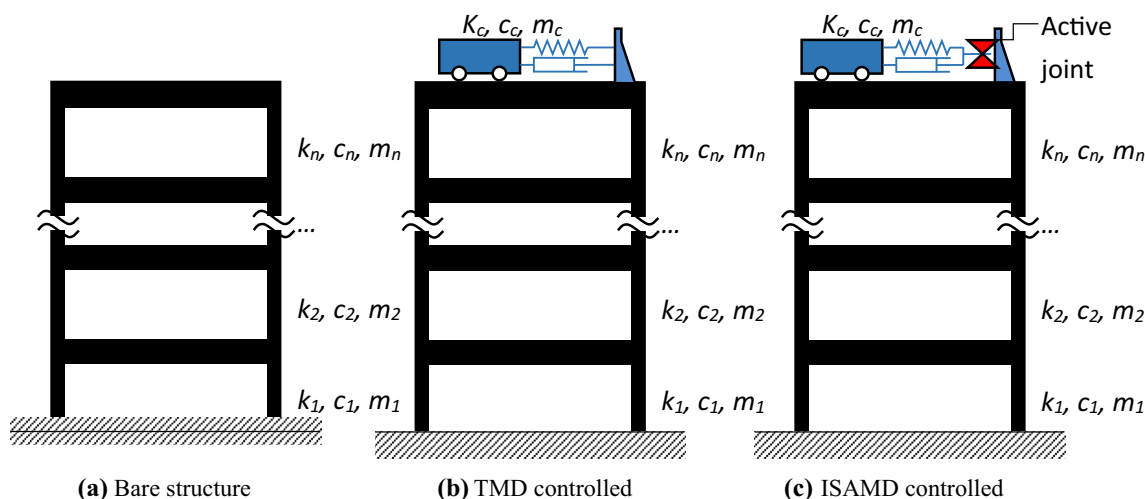 K_c, c_c, m_c
K_c, c_c, m_c
Active
joint
k_n, c_n, m_n
k_n, c_n, m_n
k_n, c_n, m_n
...
...
...
k_2, c_2, m_2
k_2, c_2, m_2
k_2, c_2, m_2
k_1, c_1, m_1
k_1, c_1, m_1
k_1, c_1, m_1
(a) Bare structure
(b) TMD controlled
(c) ISAMD controlled